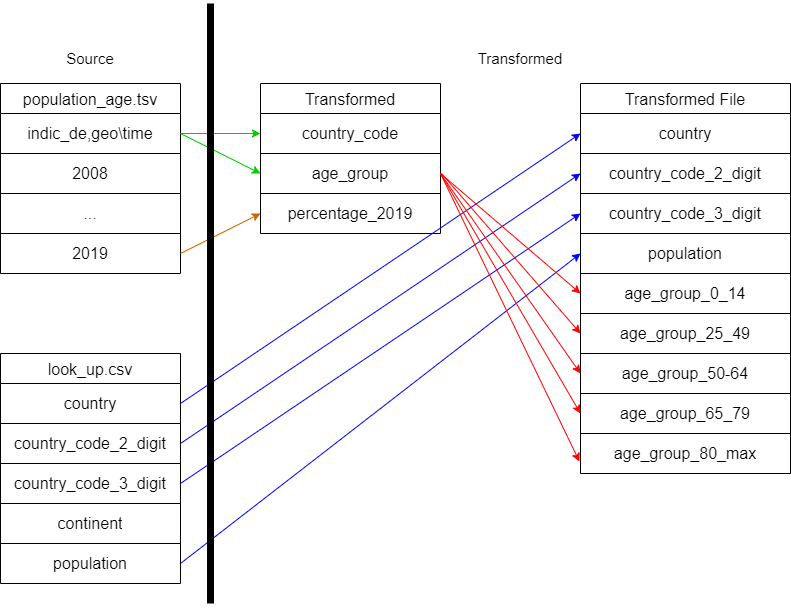 Source
Transformed
population_age.tsv
indic_de,geo\time
2008
...
2019
Transformed
country_code
age_group
percentage_2019
Transformed File
country
country_code_2_digit
country_code_3_digit
population
age_group_0_14
age_group_25_49
age_group_50-64
age_group_65_79
age_group_80_max
look_up.csv
country
country_code_2_digit
country_code_3_digit
continent
population